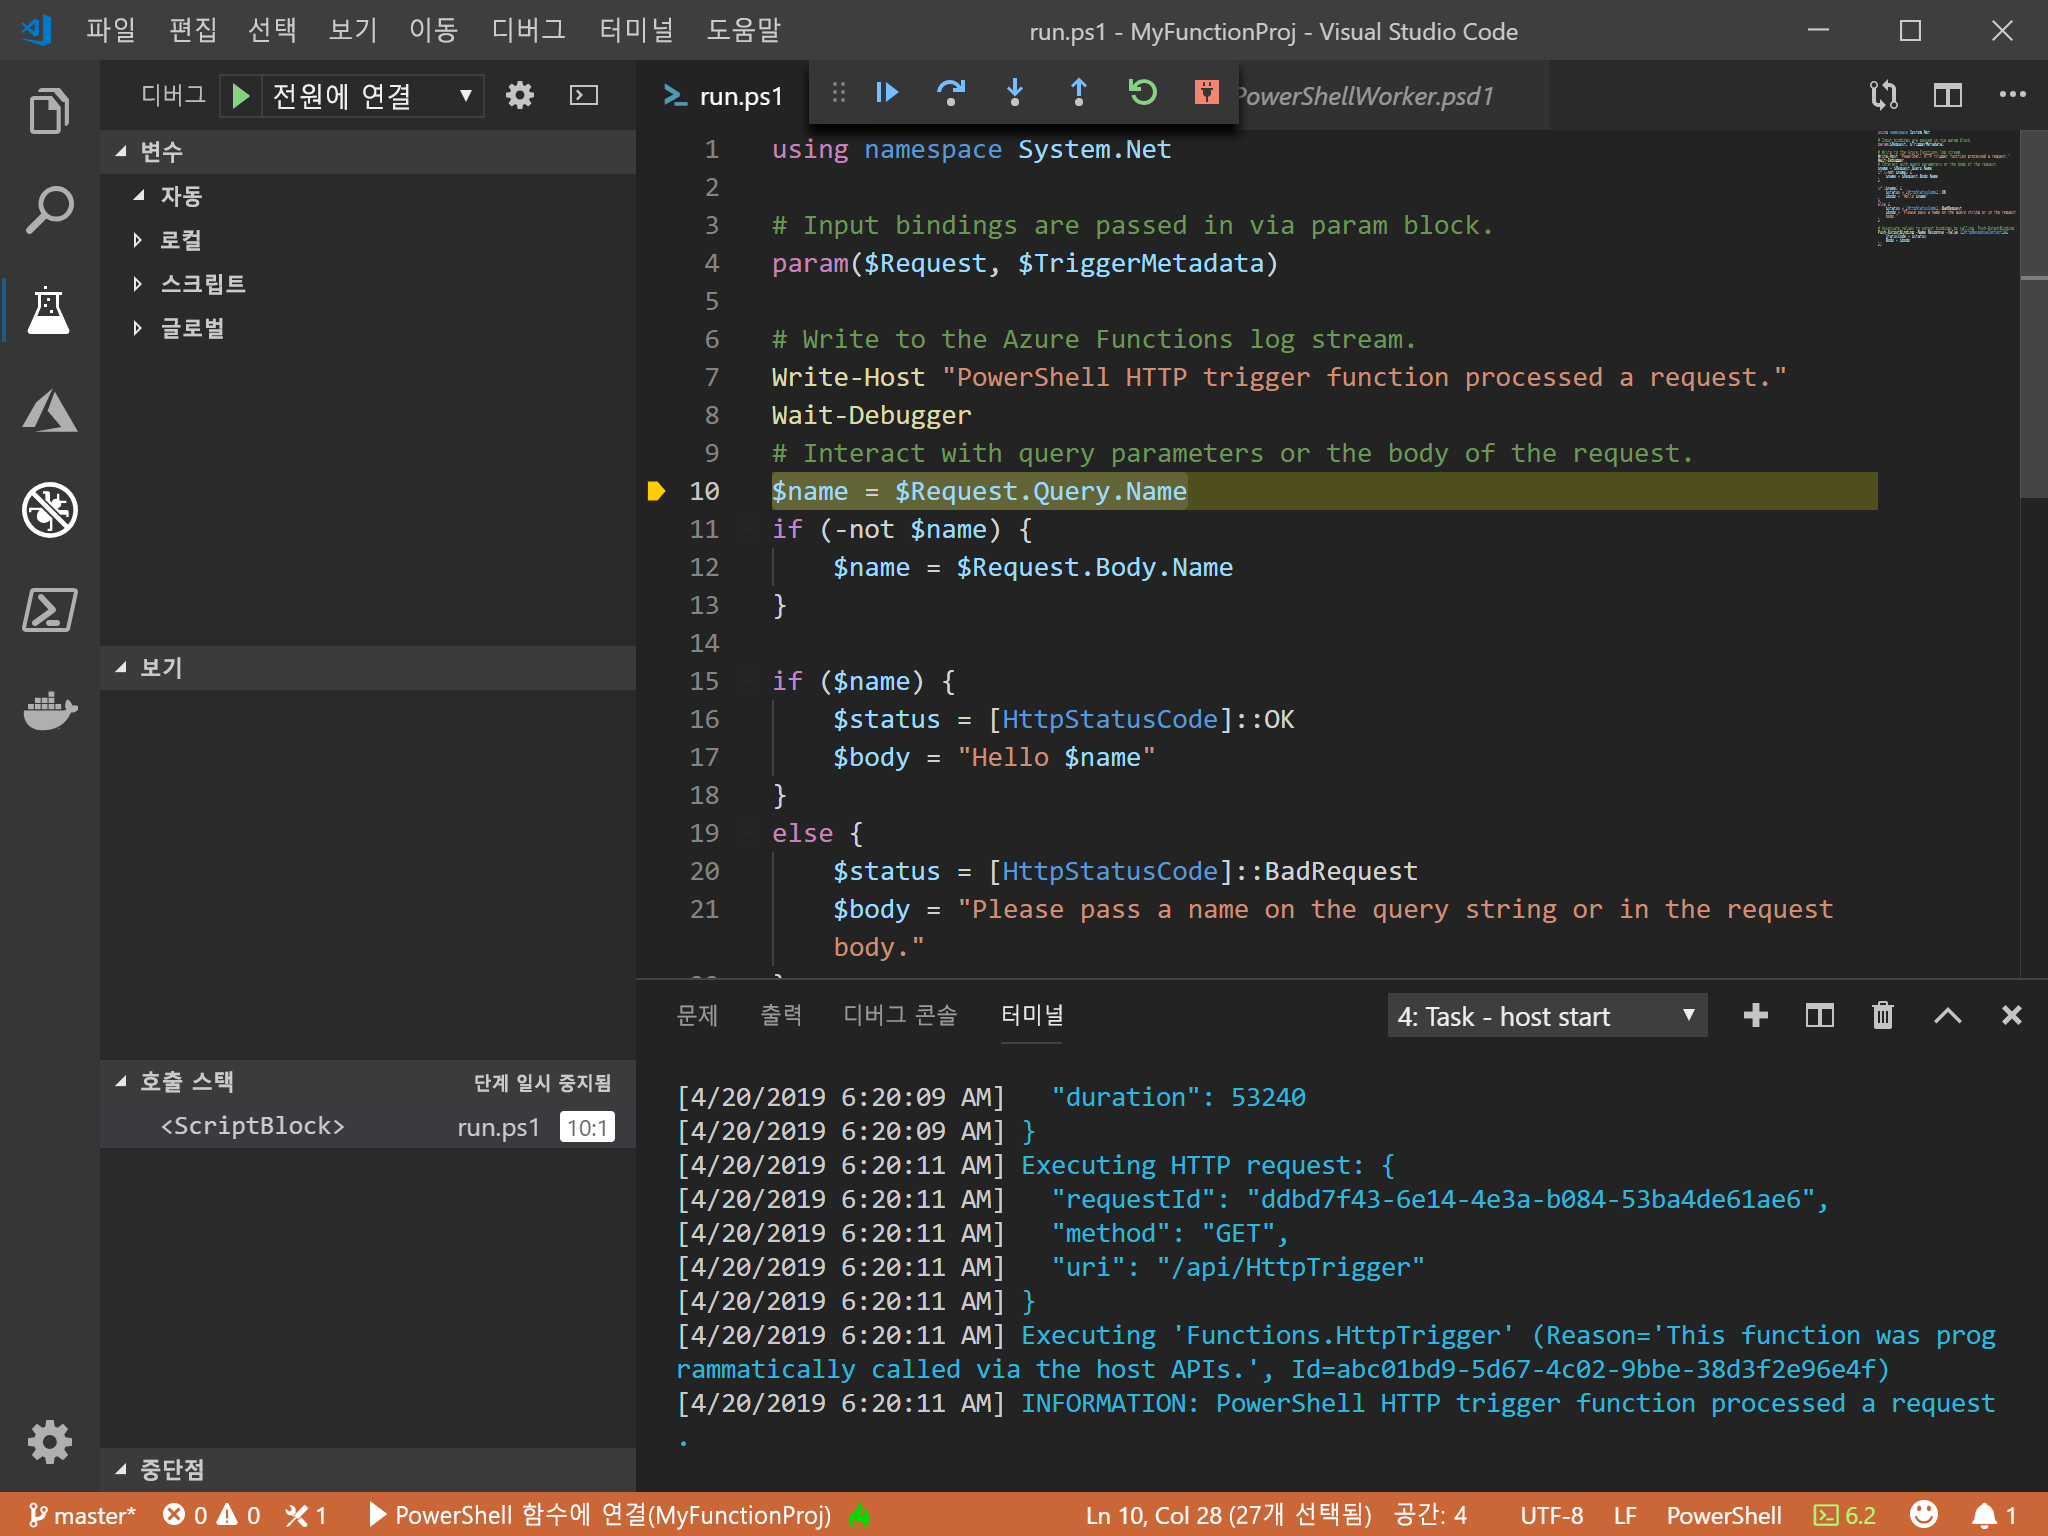 파일 편집 선택 보기 이동 디버그 터미널 도움말 run.ps1 - MyFunctionProj - Visual Studio Code
디버그 전원에 연결
변수
자동
로컬
스크립트
글로벌
보기
호출 스택 단계 일시 중지됨
<ScriptBlock> run.ps1 10:1
중단점
run.ps1 PowerShellWorker.psd1
1 using namespace System.Net
2
3 # Input bindings are passed in via param block.
4 param($Request, $TriggerMetadata)
5
6 # Write to the Azure Functions log stream.
7 Write-Host "PowerShell HTTP trigger function processed a request."
8 Wait-Debugger
9 # Interact with query parameters or the body of the request.
10 $name = $Request.Query.Name
11 if (-not $name) {
12 $name = $Request.Body.Name
13 }
14
15 if ($name) {
16 $status = [HttpStatusCode]::OK
17 $body = "Hello $name"
18 }
19 else {
20 $status = [HttpStatusCode]::BadRequest
21 $body = "Please pass a name on the query string or in the request
body."
문제 출력 디버그 콘솔 터미널 4: Task - host start
[4/20/2019 6:20:09 AM] "duration": 53240
[4/20/2019 6:20:09 AM] }
[4/20/2019 6:20:11 AM] Executing HTTP request: {
[4/20/2019 6:20:11 AM] "requestId": "ddbd7f43-6e14-4e3a-b084-53ba4de61ae6",
[4/20/2019 6:20:11 AM] "method": "GET",
[4/20/2019 6:20:11 AM] "uri": "/api/HttpTrigger"
[4/20/2019 6:20:11 AM] }
[4/20/2019 6:20:11 AM] Executing 'Functions.HttpTrigger' (Reason='This function was prog
rammatically called via the host APIs.', Id=abc01bd9-5d67-4c02-9bbe-38d3f2e96e4f)
[4/20/2019 6:20:11 AM] INFORMATION: PowerShell HTTP trigger function processed a request
.
master* 0 0 1 PowerShell 함수에 연결(MyFunctionProj) Ln 10, Col 28 (27개 선택됨) 공간: 4 UTF-8 LF PowerShell 6.2 1